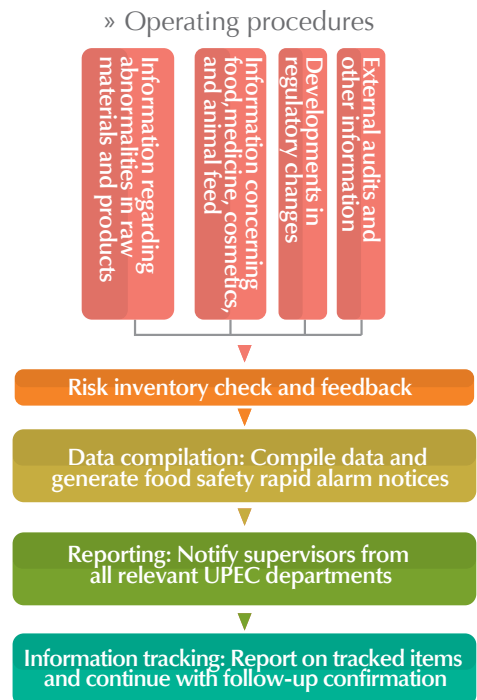 » Operating procedures
Information regarding
abnormalities in raw
materials and products
Information concerning
food,medicine, cosmetics,
and animal feed
Developments in
regulatory changes
External audits and
other information
Risk inventory check and feedback
Data compilation: Compile data and
generate food safety rapid alarm notices
Reporting: Notify supervisors from
all relevant UPEC departments
Information tracking: Report on tracked items
and continue with follow-up confirmation